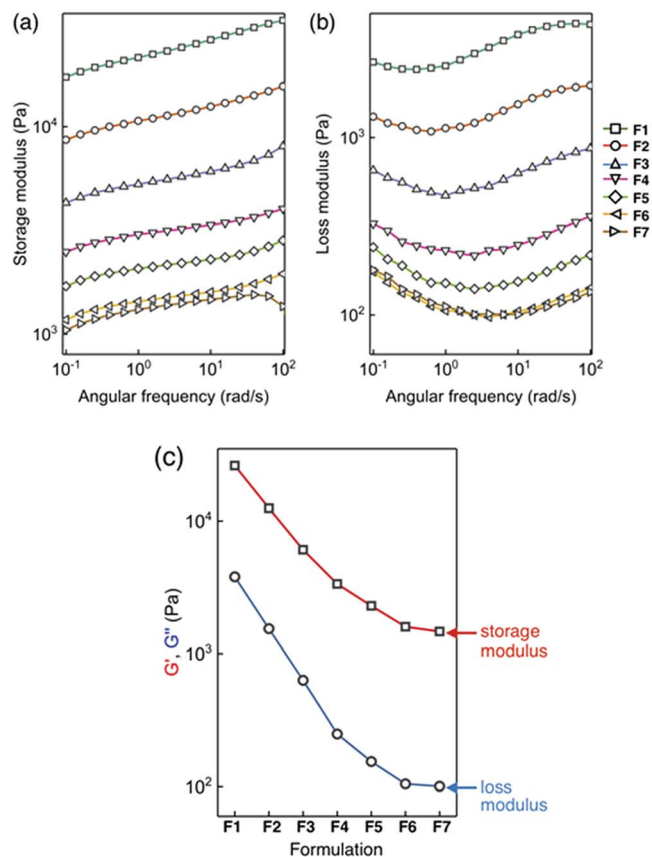 (a)
Storage modulus (Pa)
10⁴
10³
10⁻¹ 10⁰ 10¹ 10²
Angular frequency (rad/s)
(b)
Loss modulus (Pa)
10³
10²
10⁻¹ 10⁰ 10¹ 10²
Angular frequency (rad/s)
F1
F2
F3
F4
F5
F6
F7
(c)
G', G'' (Pa)
10⁴
10³
10²
storage
modulus
loss
modulus
F1 F2 F3 F4 F5 F6 F7
Formulation